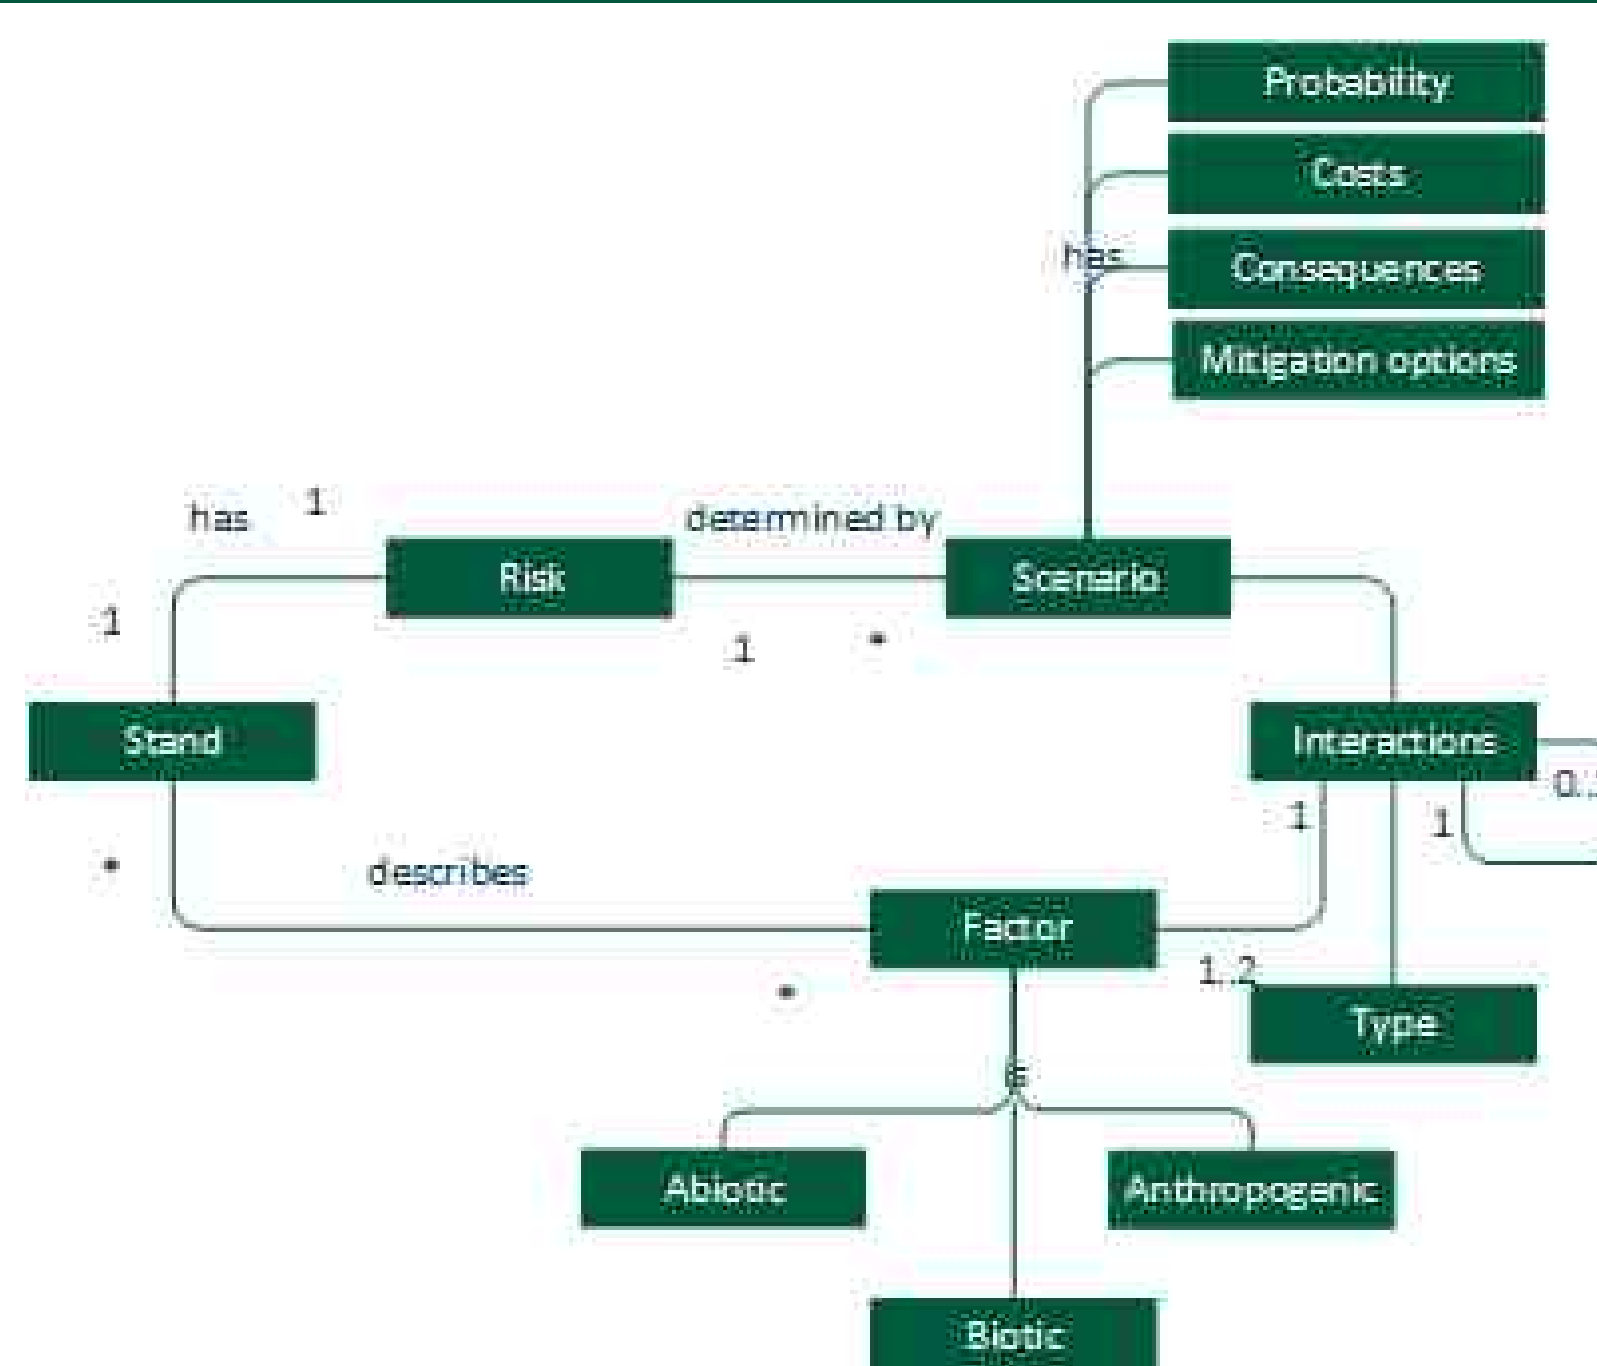 Probability
Costs
has
Consequences
Mitigation options
has 1
determined by
Risk
Scenario
1
1 *
Stand
Interactions
1
1
*
describes
Factor
1..2
*
Type
is
Abiotic
Anthropogenic
Biotic